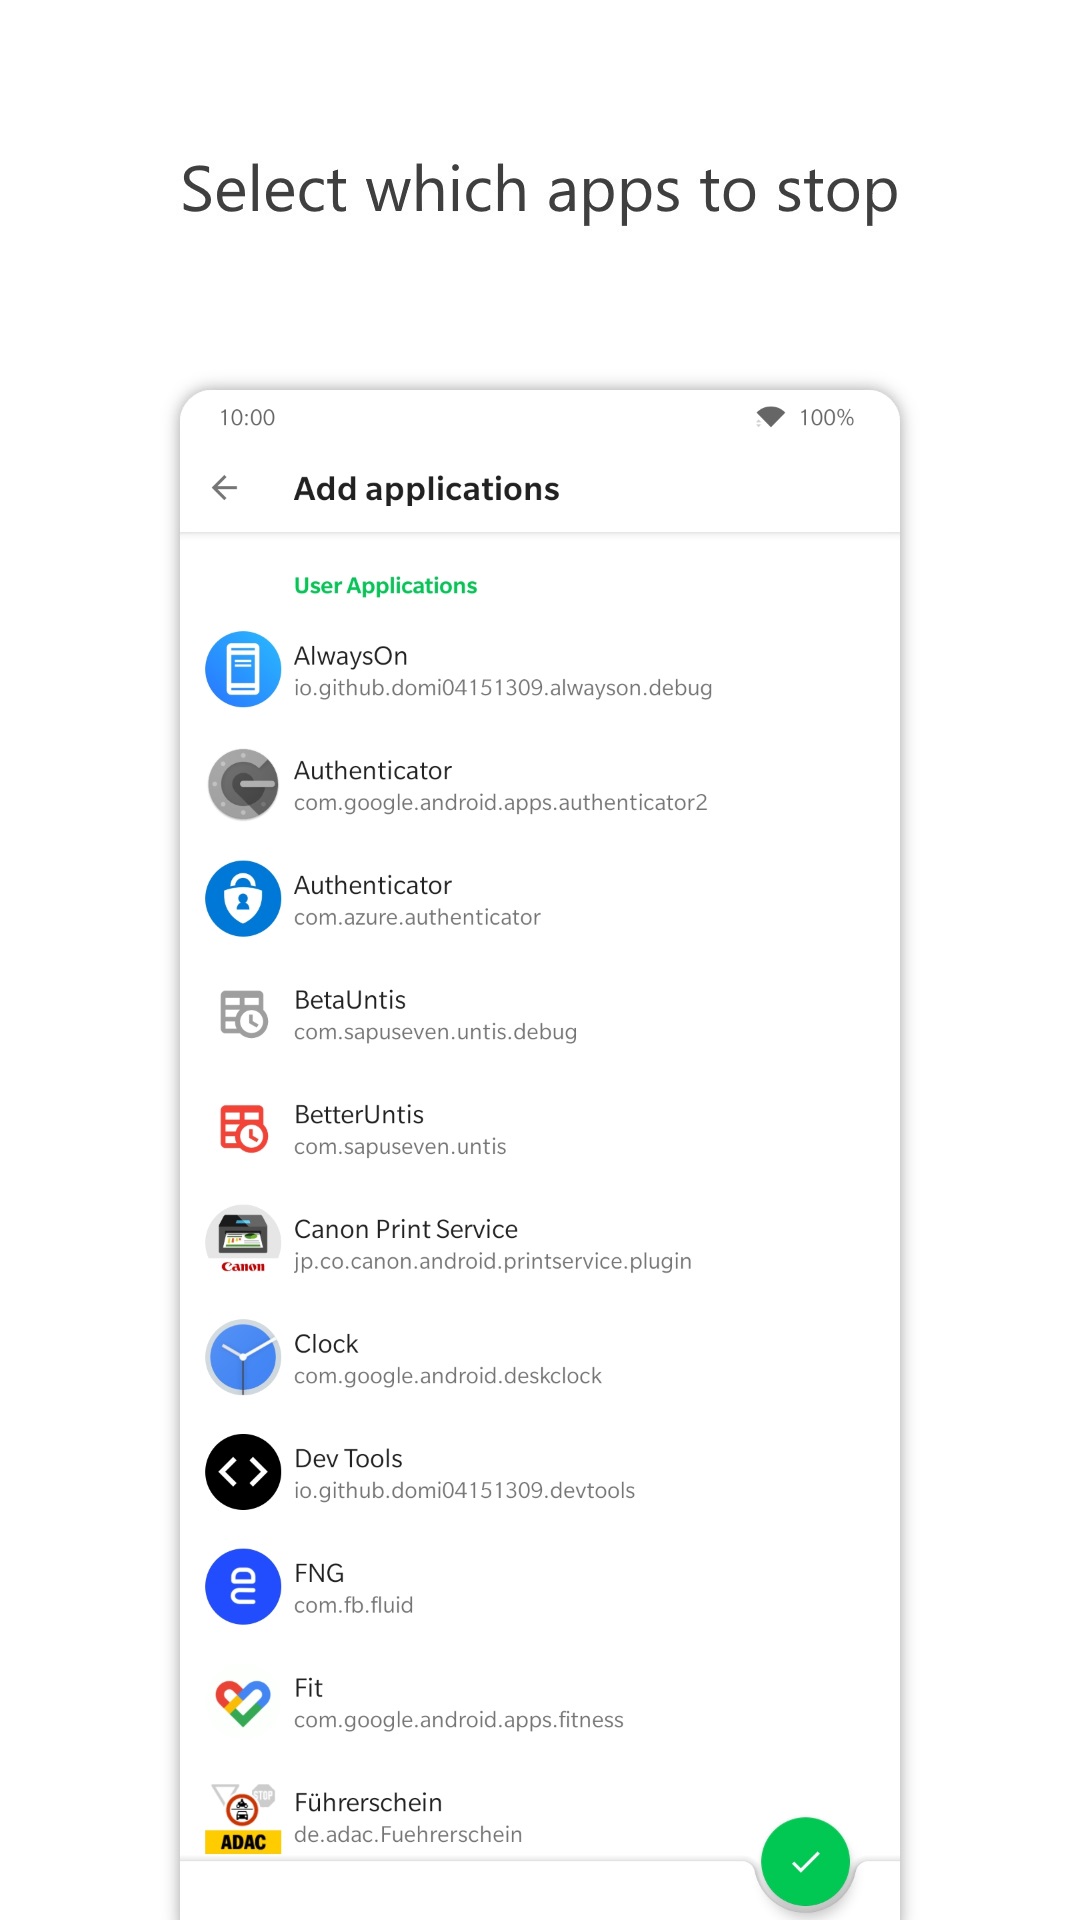 Select which apps to stop
10:00 100%
Add applications
User Applications
AlwaysOn
io.github.domi04151309.alwayson.debug
Authenticator
com.google.android.apps.authenticator2
Authenticator
com.azure.authenticator
BetaUntis
com.sapuseven.untis.debug
BetterUntis
com.sapuseven.untis
Canon Print Service
Canon
jp.co.canon.android.printservice.plugin
Clock
com.google.android.deskclock
Dev Tools
io.github.domi04151309.devtools
FNG
com.fb.fluid
Fit
com.google.android.apps.fitness
STOP
Führerschein
ADAC
de.adac.Fuehrerschein